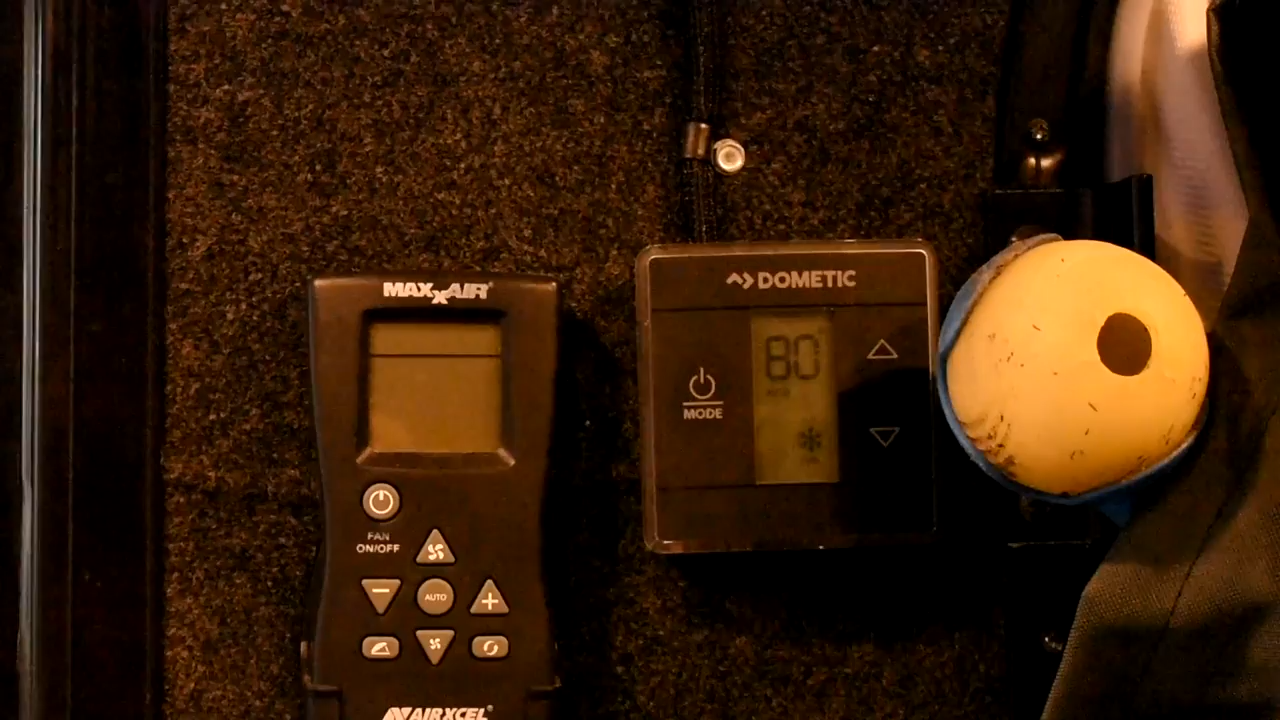 MAXXAIR®
FAN
ON/OFF
AUTO
AIRXCEL®
DOMETIC
80
MODE